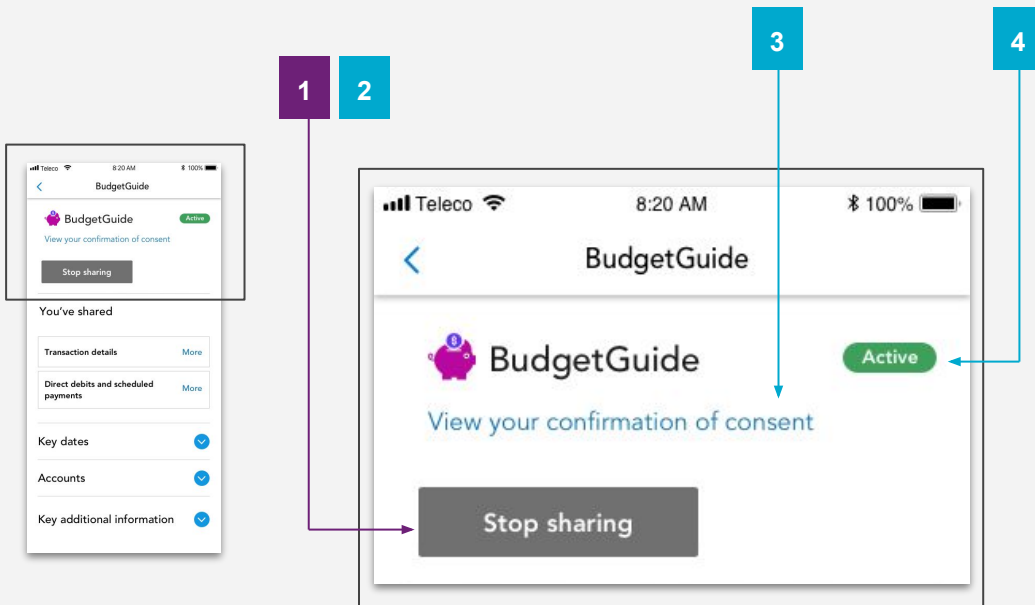 1
2
3
4
Teleco
8:20 AM
100%
BudgetGuide
BudgetGuide
Active
View your confirmation of consent
Stop sharing
You've shared
Transaction details
More
Direct debits and scheduled
payments
More
Key dates
Accounts
Key additional information
Teleco
8:20 AM
100%
BudgetGuide
BudgetGuide
Active
View your confirmation of consent
Stop sharing